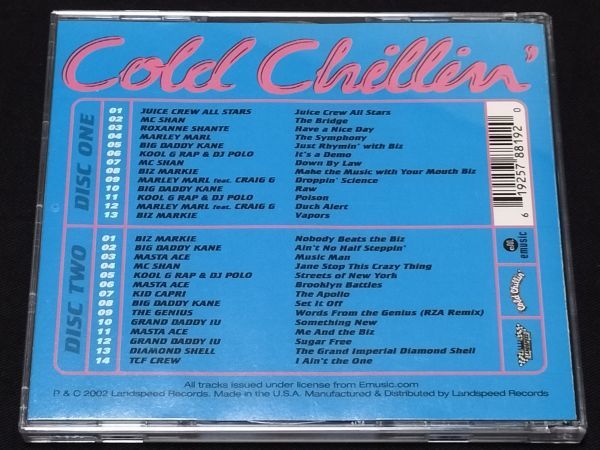 Cold Chillin'
DISC ONE
01 JUICE CREW ALL STARS Juice Crew All Stars
02 MC SHAN The Bridge
03 ROXANNE SHANTE Have a Nice Day
04 MARLEY MARL The Symphony
05 BIG DADDY KANE Just Rhymin' with Biz
06 KOOL G RAP & DJ POLO It's a Demo
07 MC SHAN Down By Law
08 BIZ MARKIE Make the Music with Your Mouth Biz
09 MARLEY MARL feat. CRAIG G Droppin' Science
10 BIG DADDY KANE Raw
11 KOOL G RAP & DJ POLO Poison
12 MARLEY MARL feat. CRAIG G Duck Alert
13 BIZ MARKIE Vapors
6 19257 88192 0
DISC TWO
01 BIZ MARKIE Nobody Beats the Biz
02 BIG DADDY KANE Ain't No Half Steppin'
03 MASTA ACE Music Man
04 MC SHAN Jane Stop This Crazy Thing
05 KOOL G RAP & DJ POLO Streets of New York
06 MASTA ACE Brooklyn Battles
07 KID CAPRI The Apollo
08 BIG DADDY KANE Set it Off
09 THE GENIUS Words From the Genius (RZA Remix)
10 GRAND DADDY IU Something New
11 MASTA ACE Me And the Biz
12 GRAND DADDY IU Sugar Free
13 DIAMOND SHELL The Grand Imperial Diamond Shell
14 TCF CREW I Ain't the One
emusic
Cold Chillin'
All tracks issued under license from Emusic.com
P & C 2002 Landspeed Records. Made in the U.S.A. Manufactured & Distributed by Landspeed Records